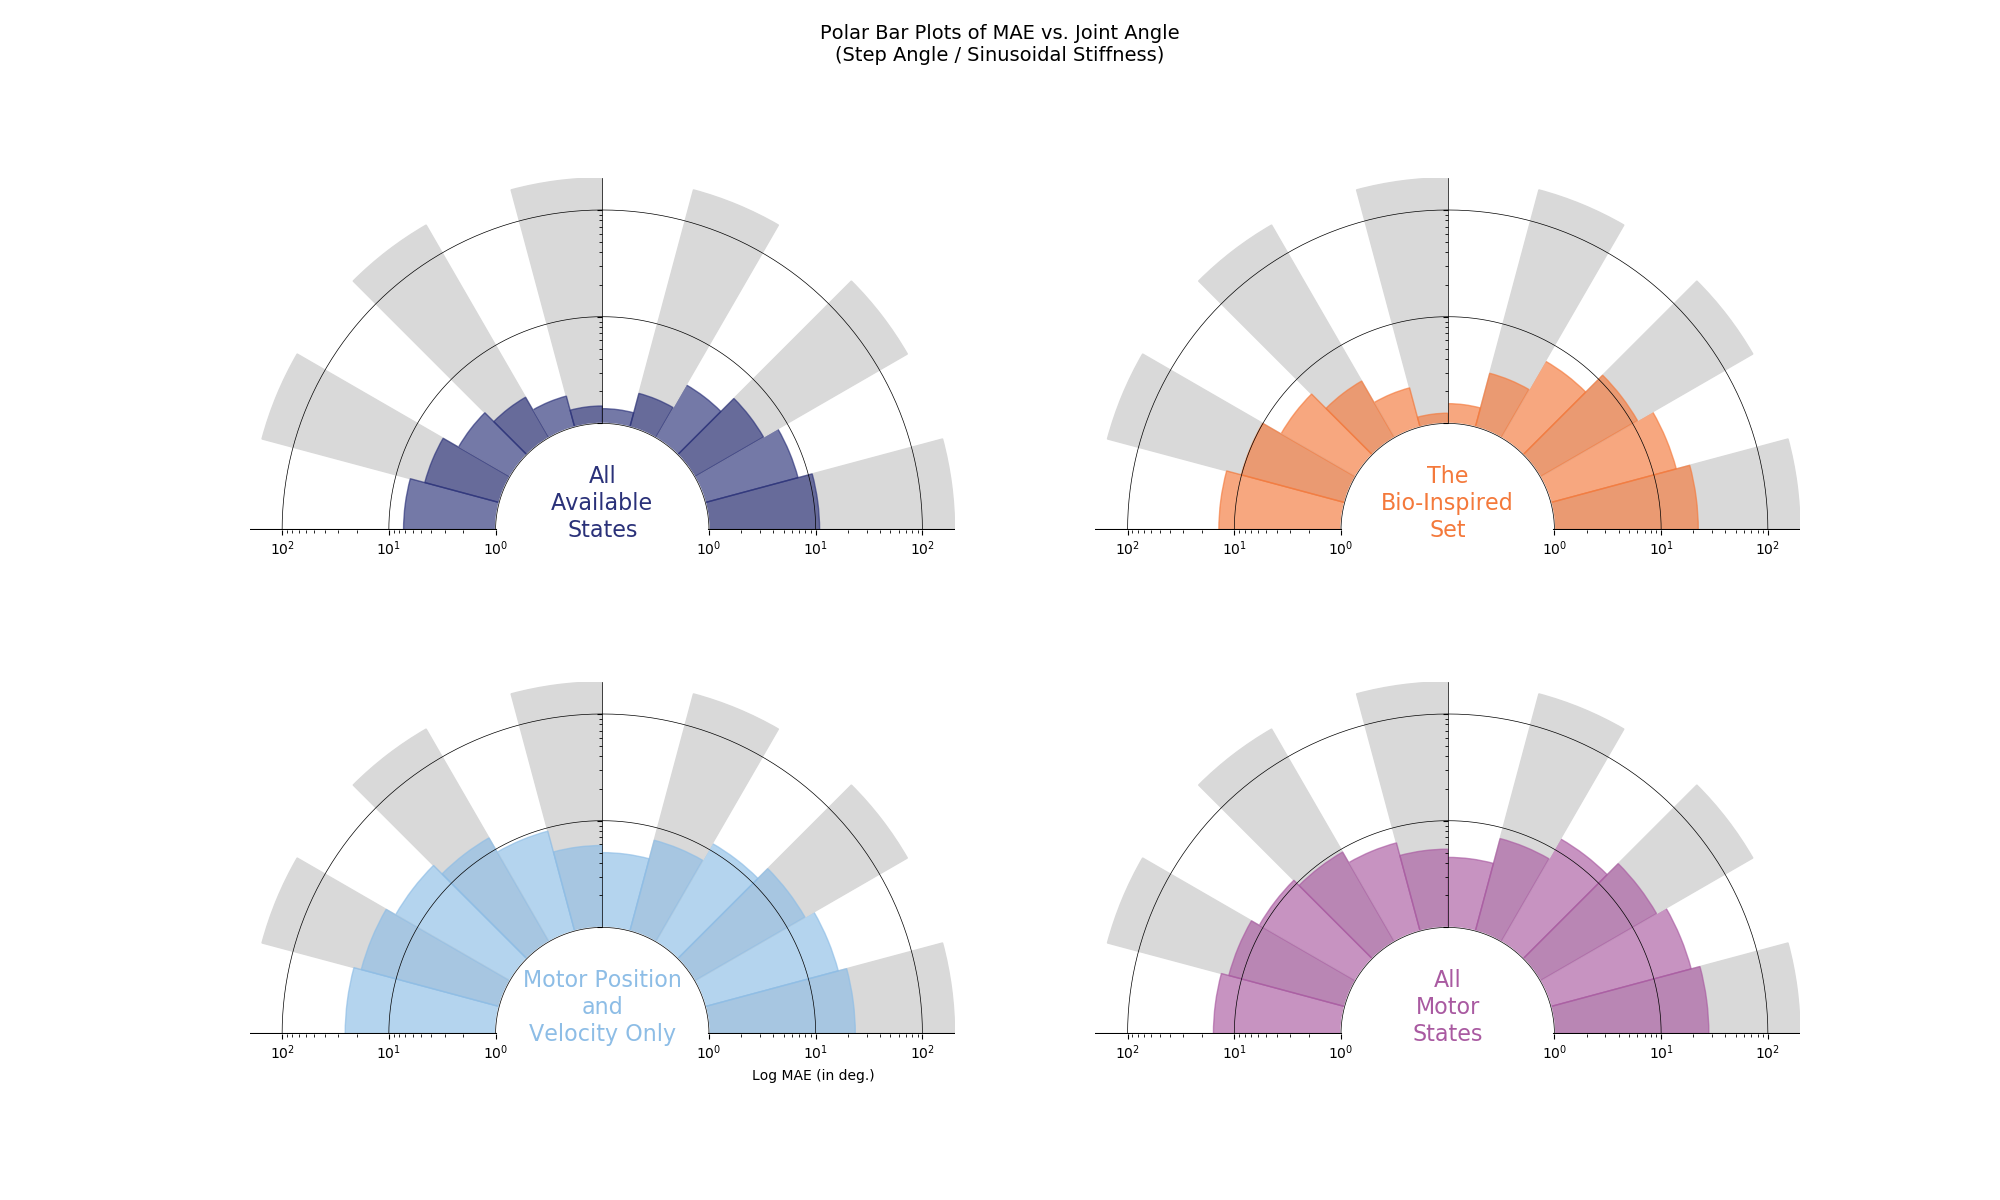 Polar Bar Plots of MAE vs. Joint Angle
(Step Angle / Sinusoidal Stiffness)
All
Available
States
10² 10¹ 10⁰ 10⁰ 10¹ 10²
The
Bio-Inspired
Set
10² 10¹ 10⁰ 10⁰ 10¹ 10²
Motor Position
and
Velocity Only
10² 10¹ 10⁰ 10⁰ 10¹ 10²
Log MAE (in deg.)
All
Motor
States
10² 10¹ 10⁰ 10⁰ 10¹ 10²